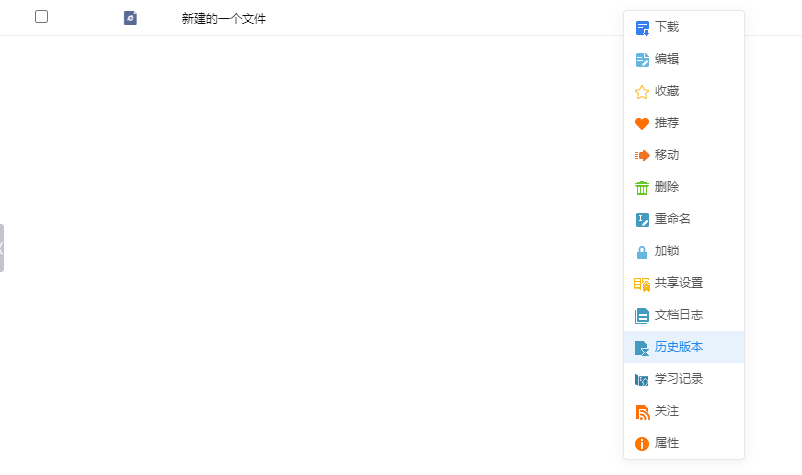 新建的一个文件
下载
编辑
收藏
推荐
移动
删除
重命名
加锁
共享设置
文档日志
历史版本
学习记录
关注
属性